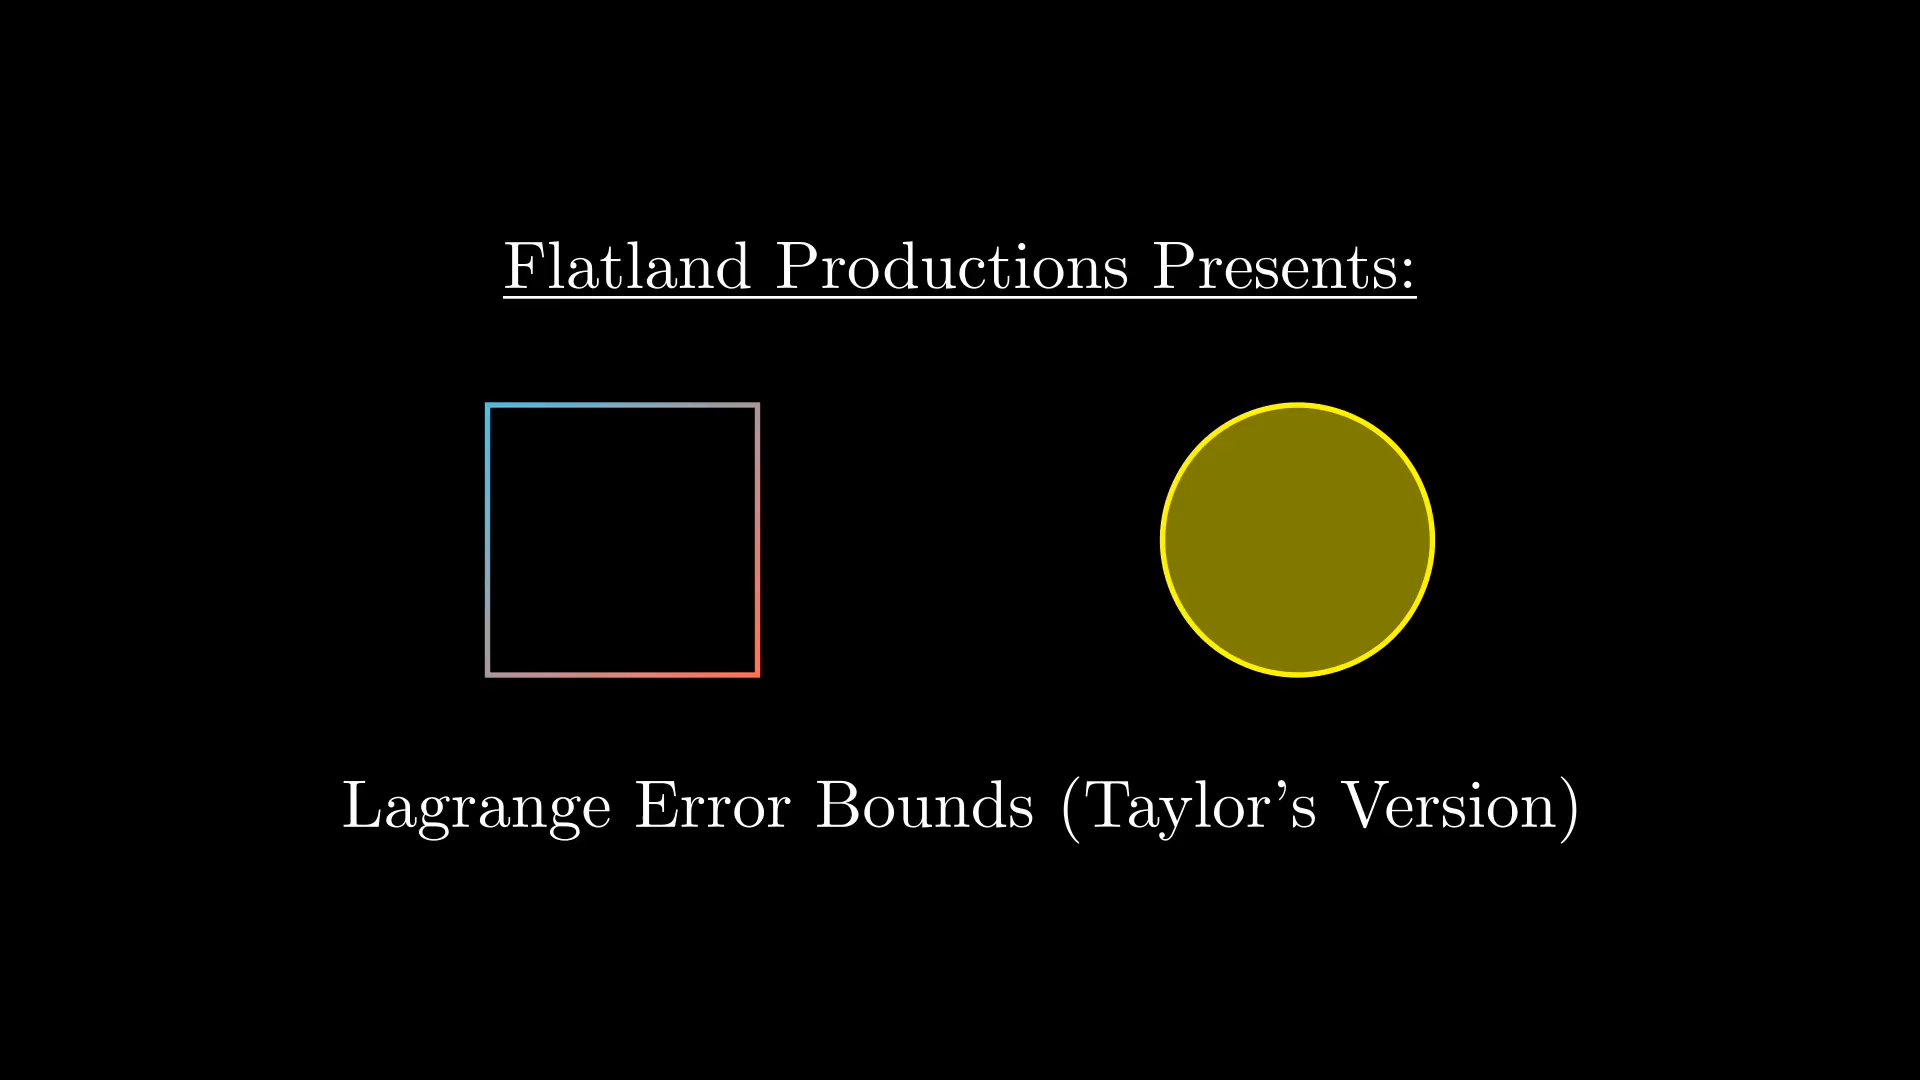 Flatland Productions Presents:
Lagrange Error Bounds (Taylor’s Version)